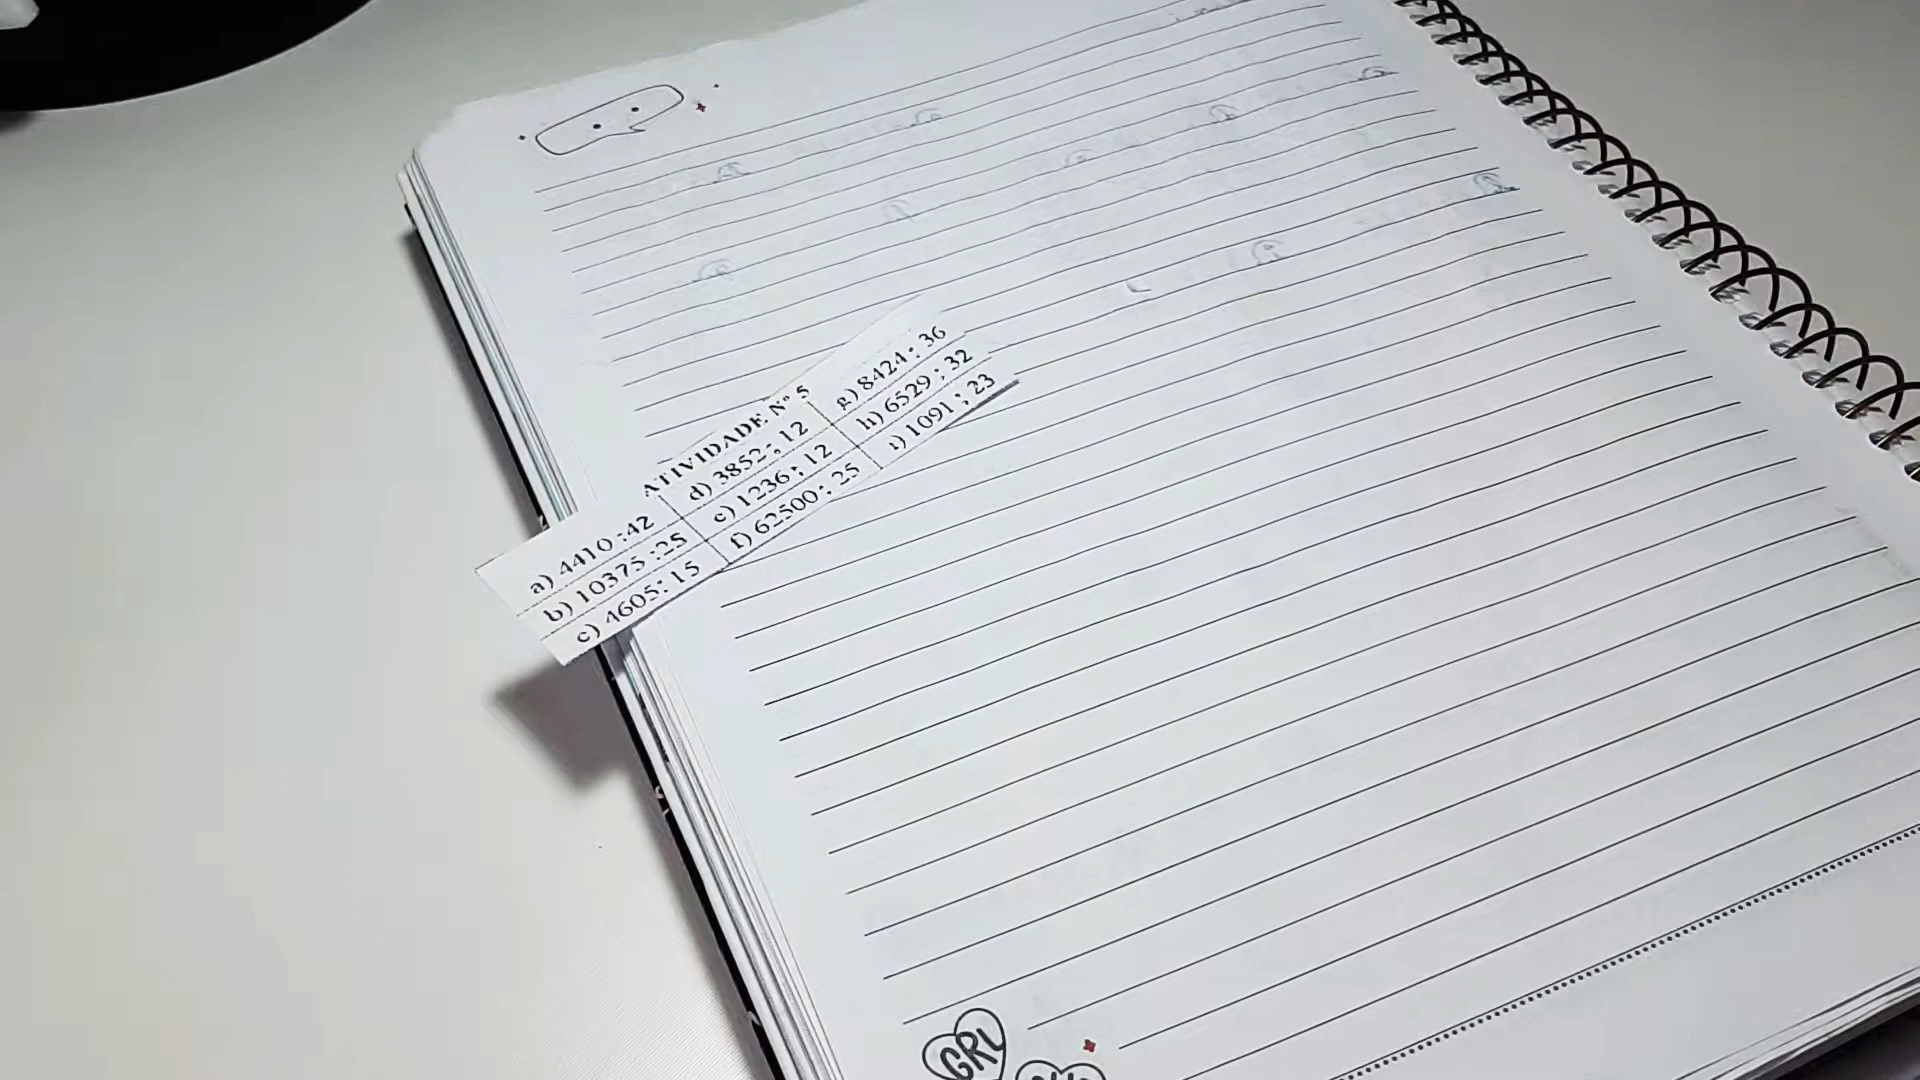 ATIVIDADE Nº 5
a) 4410 :42
b) 10375 :25
c) 4605: 15
d) 3852 : 12
e) 1236 : 12
f) 62500 : 25
g) 8424 : 36
h) 6529 : 32
i) 1091 : 23
GRL